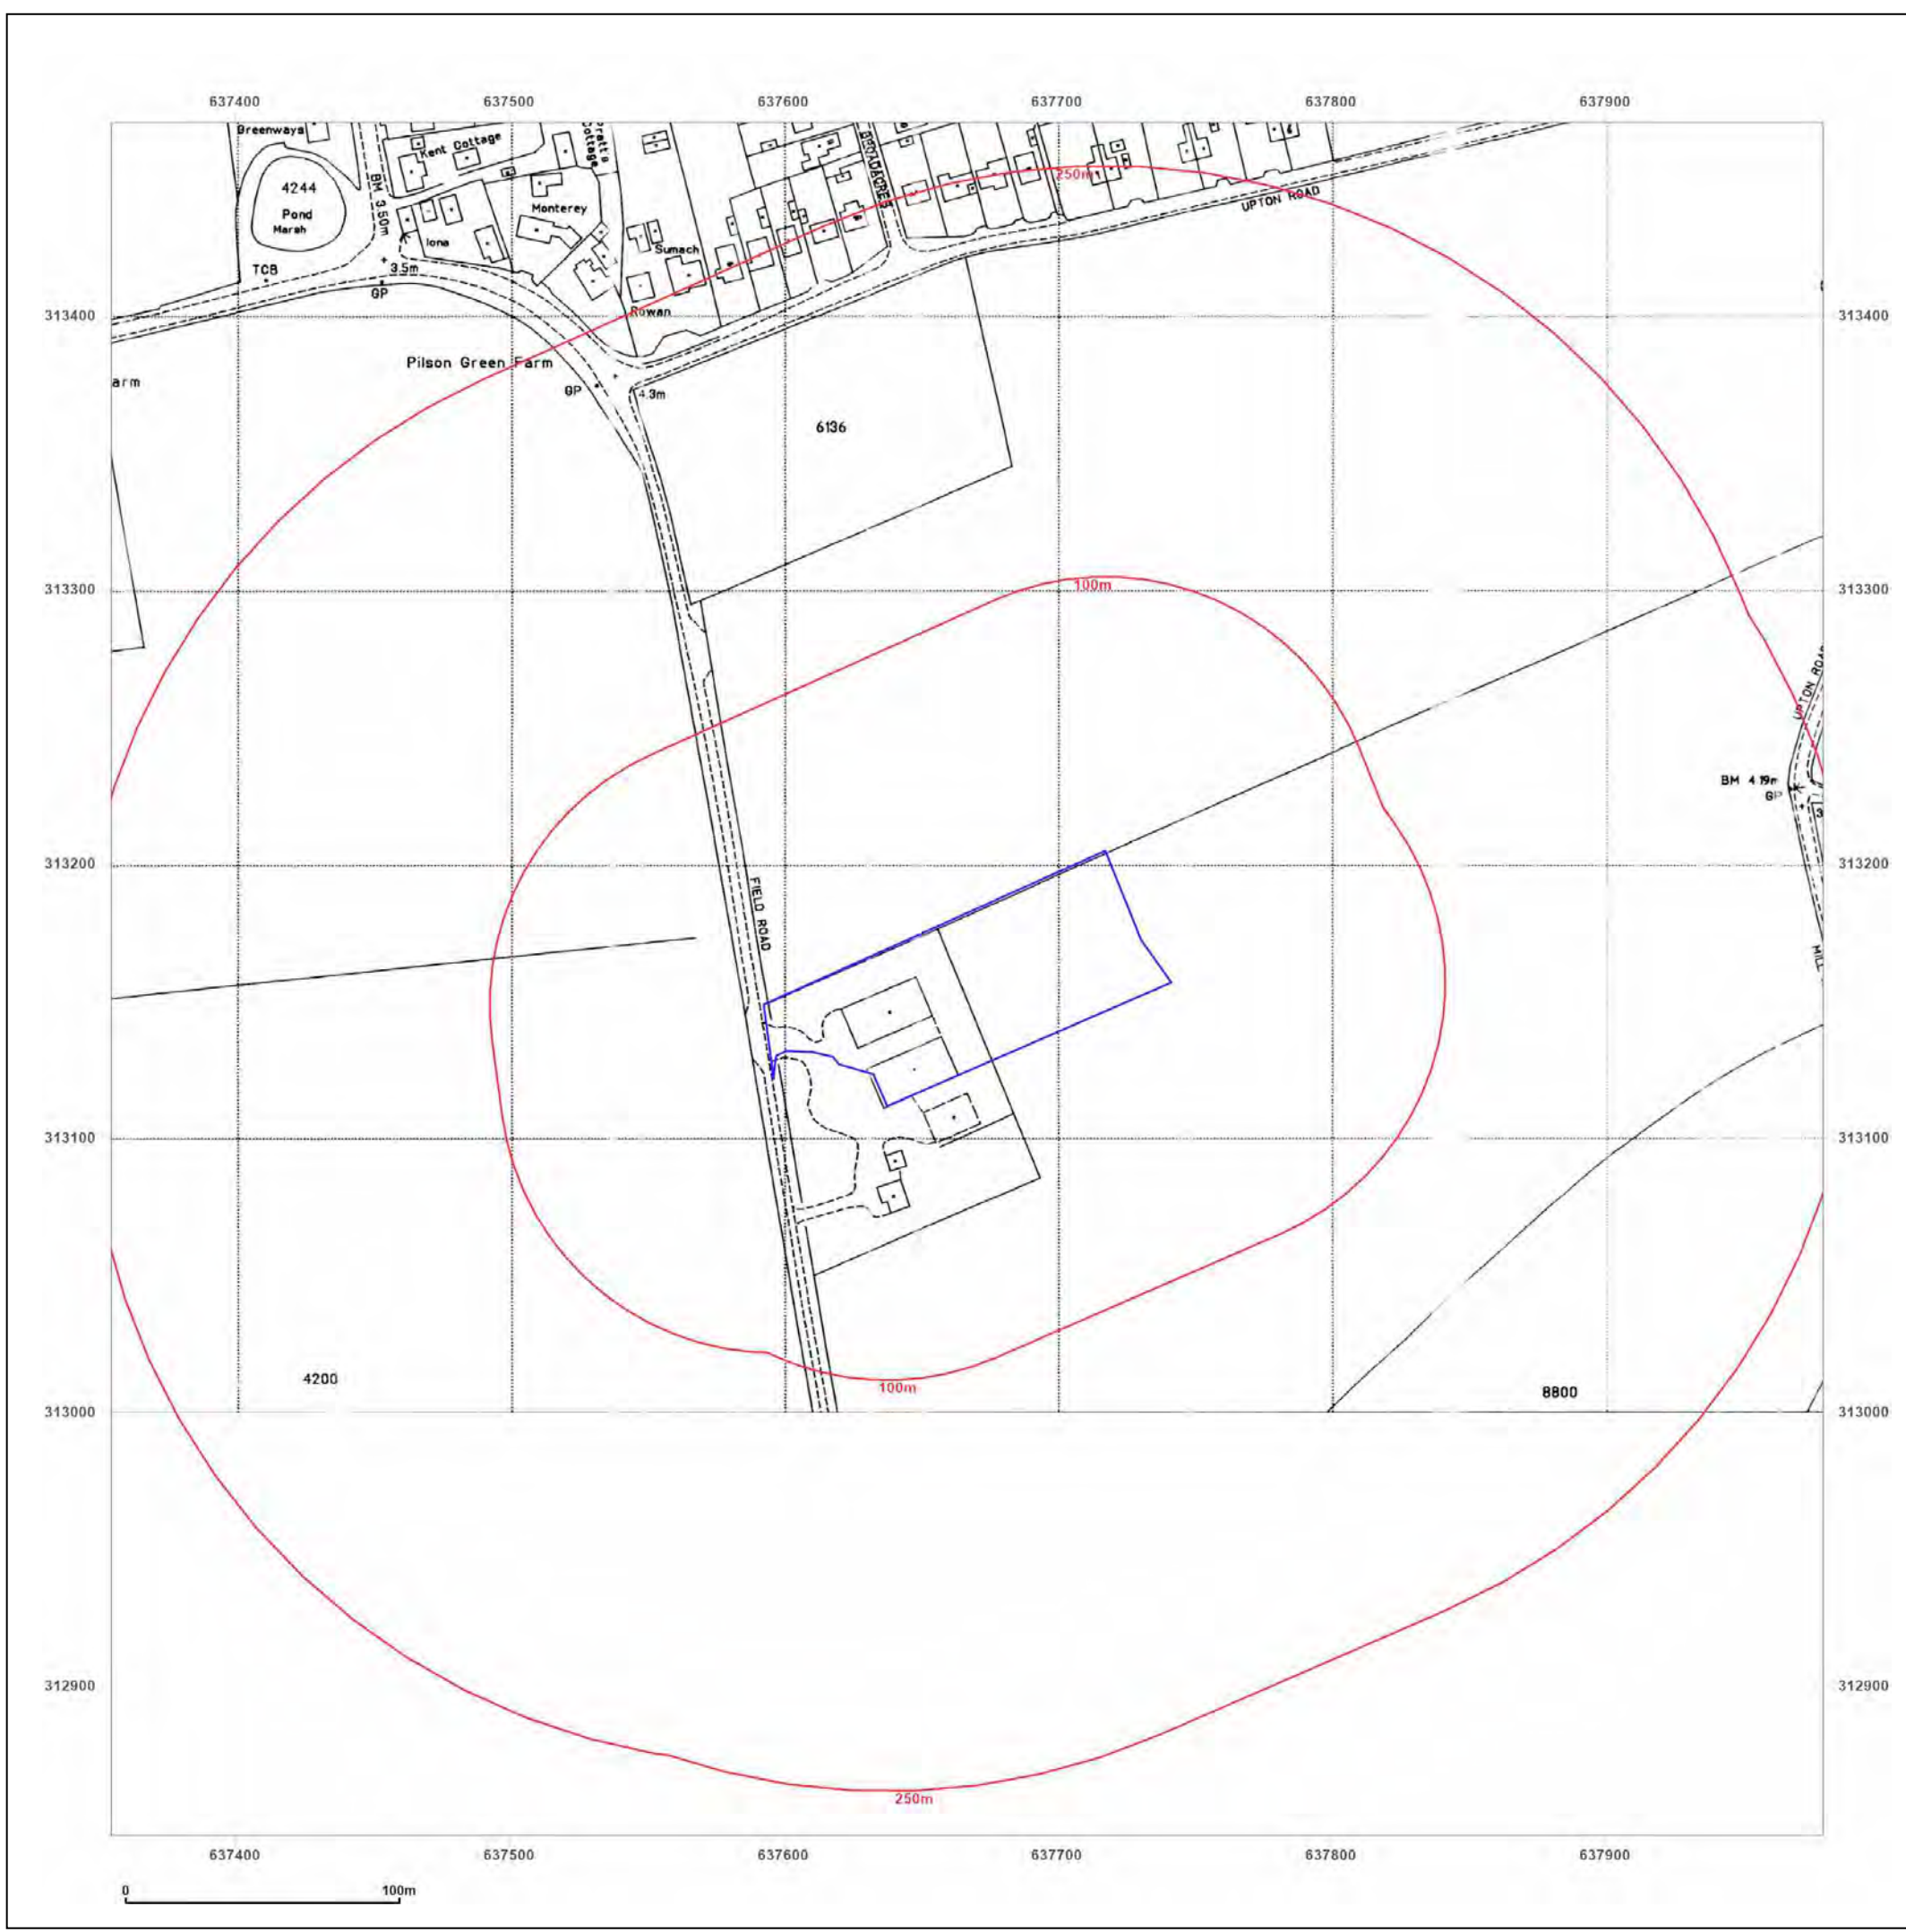 637400 637500 637600 637700 637800 637900
Greenways
Kent Cottage
Pratt's
Cottage
BROADACRES
4244
Pond
Marsh
BM 3.50m
Monterey
Iona
Sumach
250m
UPTON ROAD
TCB
3.5m
GP
Rowan
313400 313400
Pilson Green Farm
arm
GP
4.3m
6136
313300 313300
100m
UPTON ROAD
BM 4.19m
GP
3
313200 313200
FIELD ROAD
MILL
313100 313100
100m
4200
8800
313000 313000
312900 312900
250m
637400 637500 637600 637700 637800 637900
0 100m